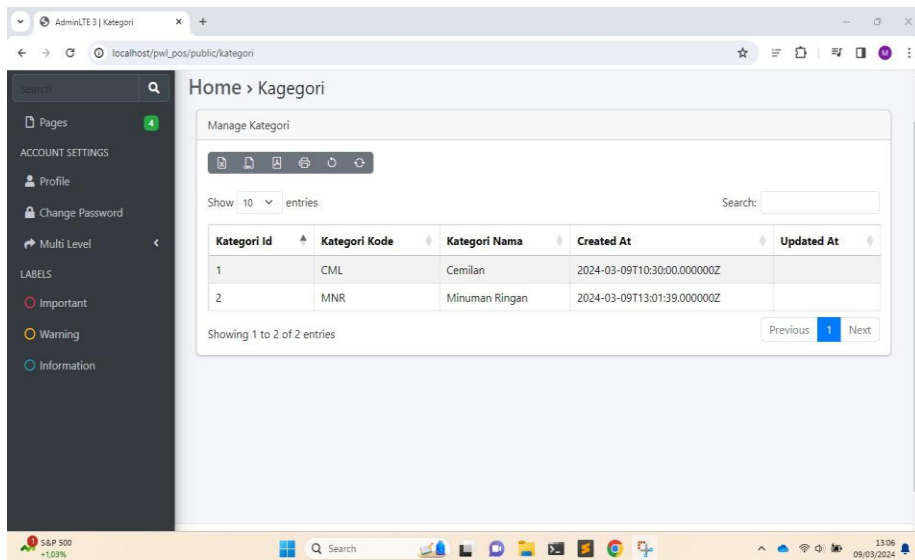 AdminLTE 3 | Kategori
localhost/pwl_pos/public/kategori
M
search
Home › Kagegori
Pages 4
ACCOUNT SETTINGS
Profile
Change Password
Multi Level
LABELS
Important
Warning
Information
Manage Kategori
Show 10 entries Search:
Kategori Id Kategori Kode Kategori Nama Created At Updated At
1 CML Cemilan 2024-03-09T10:30:00.000000Z
2 MNR Minuman Ringan 2024-03-09T13:01:39.000000Z
Showing 1 to 2 of 2 entries Previous 1 Next
1 S&P 500
+1,03%
Search
13:06
09/03/2024